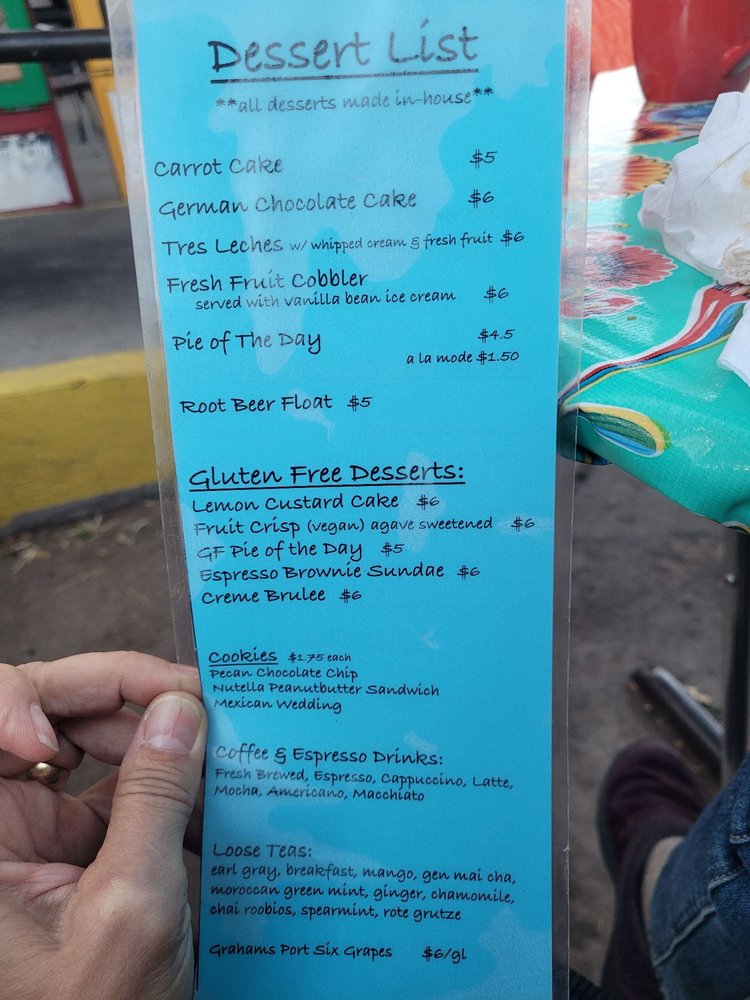 Dessert List
**all desserts made in-house**
Carrot Cake $5
German Chocolate Cake $6
Tres Leches w/ whipped cream & fresh fruit $6
Fresh Fruit Cobbler
served with vanilla bean ice cream $6
Pie of The Day $4.5
a la mode $1.50
Root Beer Float $5
Gluten Free Desserts:
Lemon Custard Cake $6
Fruit Crisp (vegan) agave sweetened $6
GF Pie of the Day $5
Espresso Brownie Sundae $6
Creme Brulee $6
Cookies $1.75 each
Pecan Chocolate Chip
Nutella Peanutbutter Sandwich
Mexican Wedding
Coffee & Espresso Drinks:
Fresh Brewed, Espresso, Cappuccino, Latte,
Mocha, Americano, Macchiato
Loose Teas:
earl gray, breakfast, mango, gen mai cha,
moroccan green mint, ginger, chamomile,
chai roobios, spearmint, rote grutze
Grahams Port Six Grapes $6/gl